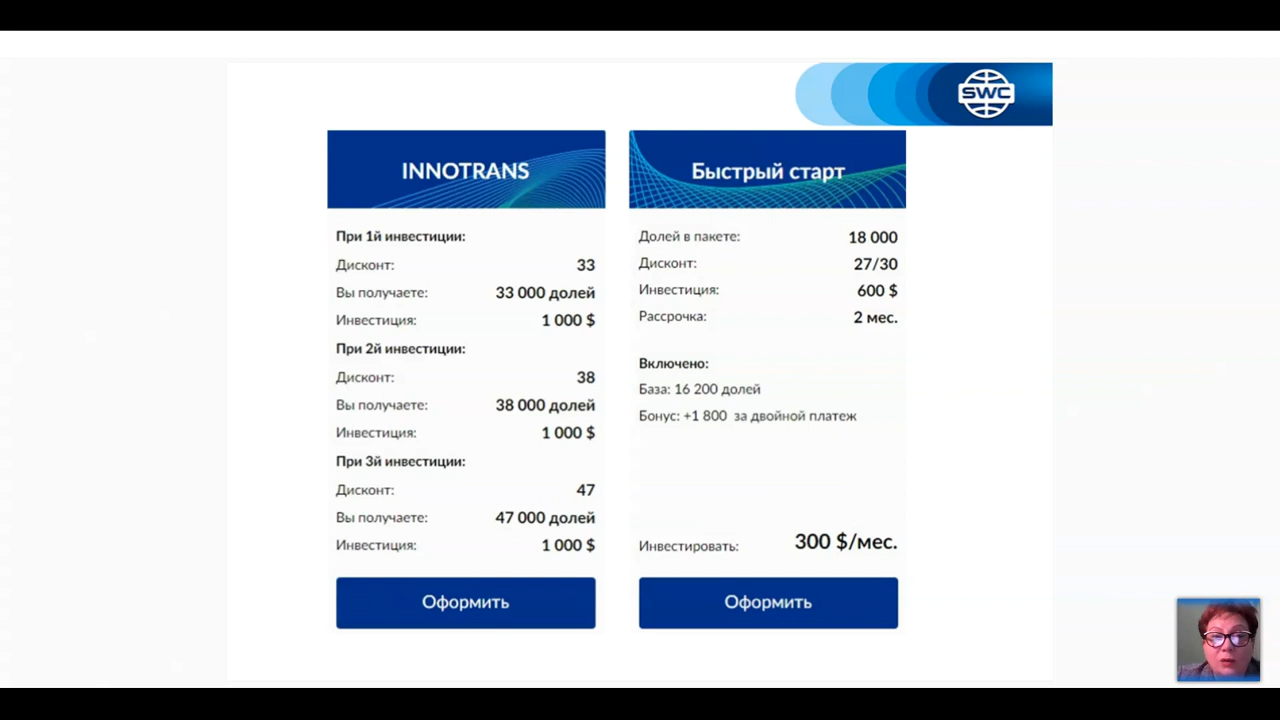 SWC
INNOTRANS
При 1й инвестиции:
Дисконт: 33
Вы получаете: 33 000 долей
Инвестиция: 1 000 $
При 2й инвестиции:
Дисконт: 38
Вы получаете: 38 000 долей
Инвестиция: 1 000 $
При 3й инвестиции:
Дисконт: 47
Вы получаете: 47 000 долей
Инвестиция: 1 000 $
Оформить
Быстрый старт
Долей в пакете: 18 000
Дисконт: 27/30
Инвестиция: 600 $
Рассрочка: 2 мес.
Включено:
База: 16 200 долей
Бонус: +1 800 за двойной платеж
Инвестировать: 300 $/мес.
Оформить